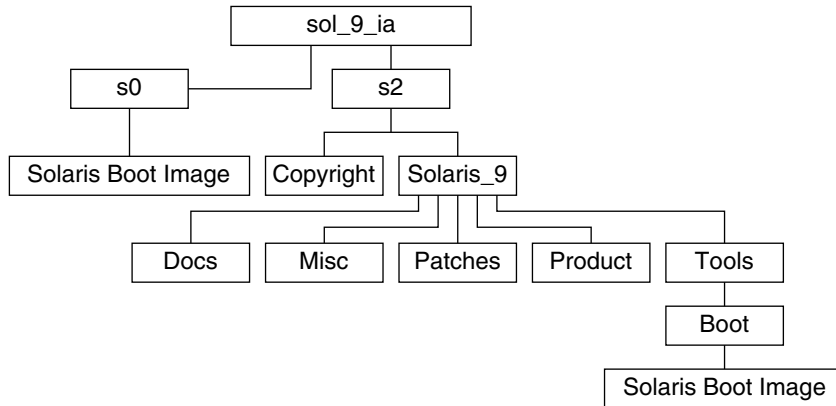 sol_9_ia
s0
s2
Solaris Boot Image
Copyright
Solaris_9
Docs
Misc
Patches
Product
Tools
Boot
Solaris Boot Image